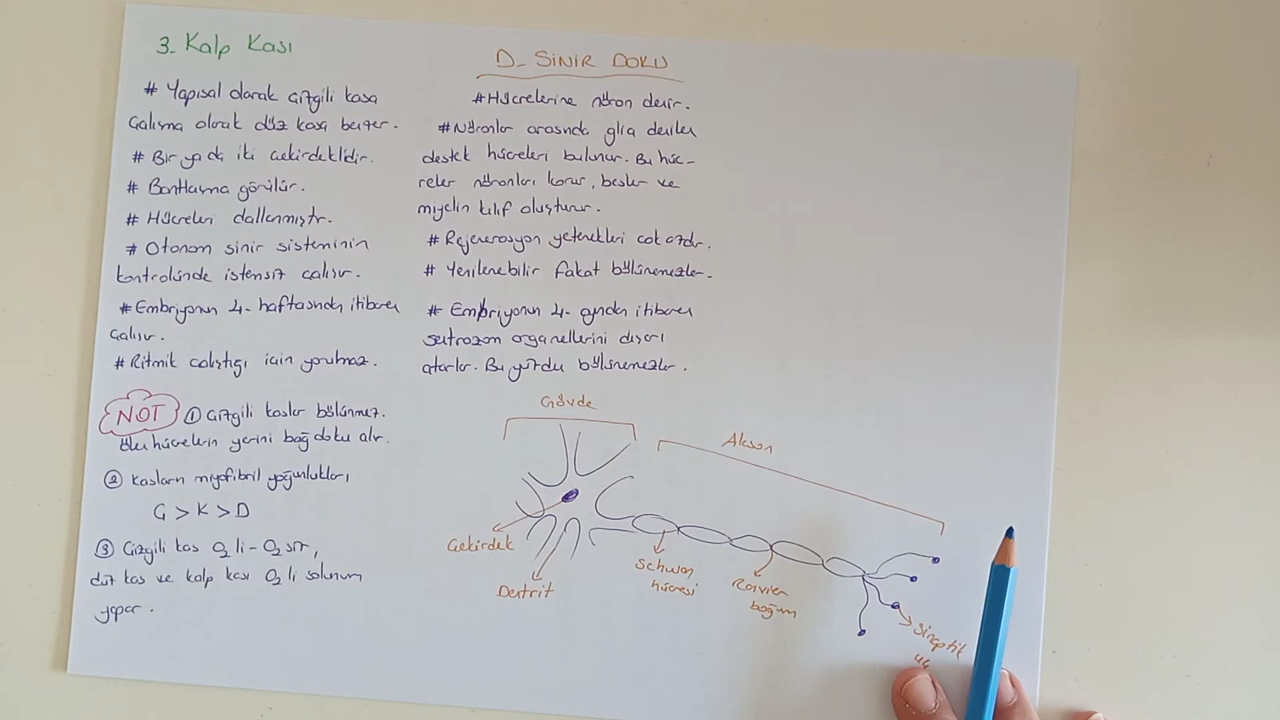 3- Kalp Kası
# Yapısal olarak çizgili kasa
Çalışma olarak düz kasa benzer.
# Bir ya da iki çekirdeklidir.
# Bantlaşma görülür.
# Hücreleri dallanmıştır.
# Otonom sinir sisteminin
kontrolünde istemsiz çalışır.
# Embriyonun 4. haftasından itibaren
çalışır.
# Ritmik çalıştığı için yorulmaz.
NOT ① Çizgili kaslar bölünmez.
Ölen hücrelerin yerini bağ doku alır.
② Kasların miyofibril yoğunlukları
Ç > K > D
③ Çizgili kas O2 li - O2 siz,
düz kas ve kalp kası O2 li solunum
yapar.
D- SİNİR DOKU
# Hücrelerine nöron denir.
# Nöronlar arasında glia denilen
destek hücreleri bulunur. Bu hüc-
reler nöronları korur, besler ve
miyelin kılıf oluşturur.
# Rejenerasyon yetenekleri çok azdır.
# Yenilenebilir fakat bölünemezler.
# Embriyonun 4. ayından itibaren
sentrozom organellerini dışarı
atarlar. Bu yüzden bölünemezler.
Gövde
Akson
Çekirdek
Dentrit
Schwan
hücresi
Ranvier
boğum
Sinaptik
uç